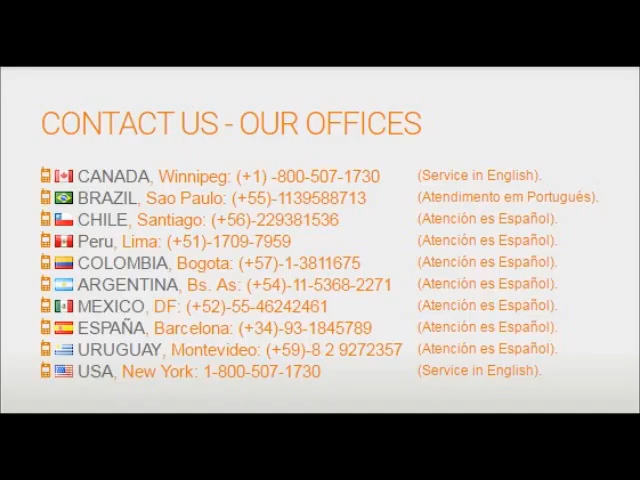 CONTACT US - OUR OFFICES
CANADA, Winnipeg: (+1) -800-507-1730 (Service in English).
BRAZIL, Sao Paulo: (+55)-1139588713 (Atendimento em Português).
CHILE, Santiago: (+56)-229381536 (Atención es Español).
Peru, Lima: (+51)-1709-7959 (Atención es Español).
COLOMBIA, Bogota: (+57)-1-3811675 (Atención es Español).
ARGENTINA, Bs. As: (+54)-11-5368-2271 (Atención es Español).
MEXICO, DF: (+52)-55-46242461 (Atención es Español).
ESPAÑA, Barcelona: (+34)-93-1845789 (Atención es Español).
URUGUAY, Montevideo: (+59)-8 2 9272357 (Atención es Español).
USA, New York: 1-800-507-1730 (Service in English).